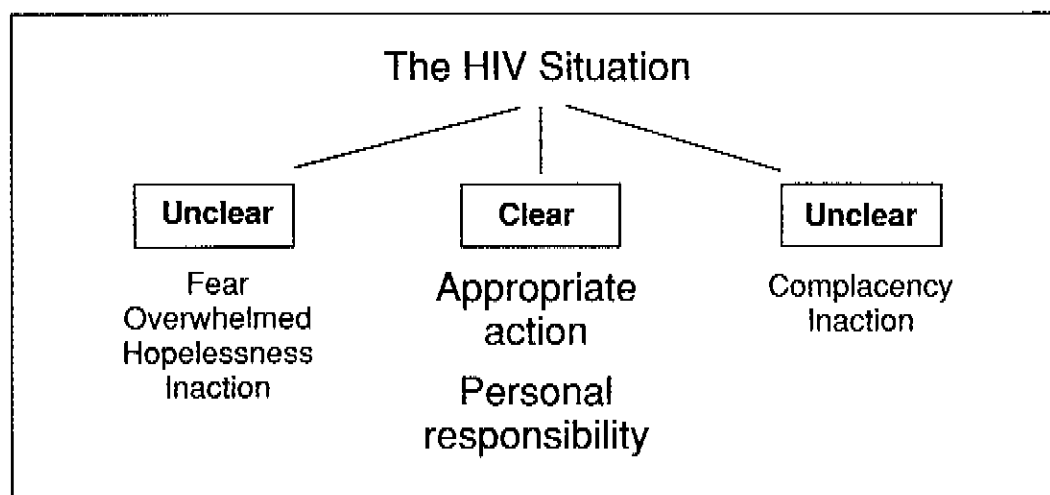 The HIV Situation
Unclear
Clear
Unclear
Fear
Overwhelmed
Hopelessness
Inaction
Appropriate
action
Personal
responsibility
Complacency
Inaction